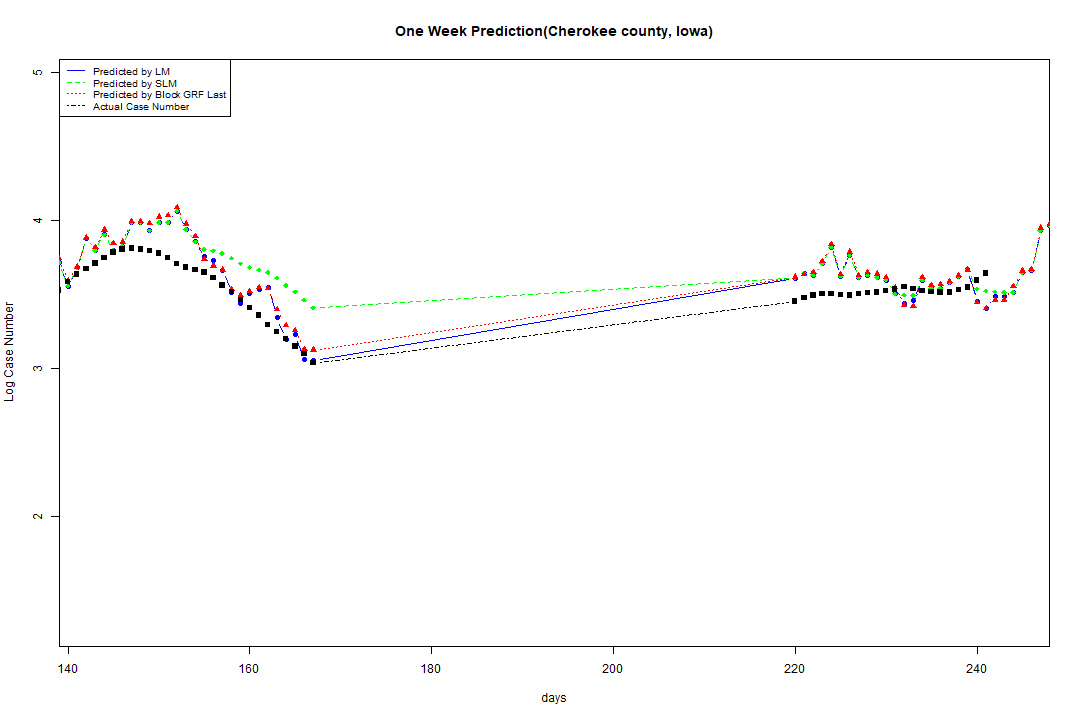 One Week Prediction(Cherokee county, Iowa)
Predicted by LM
Predicted by SLM
Predicted by Block GRF Last
Actual Case Number
5
4
3
2
Log Case Number
140 160 180 200 220 240
days